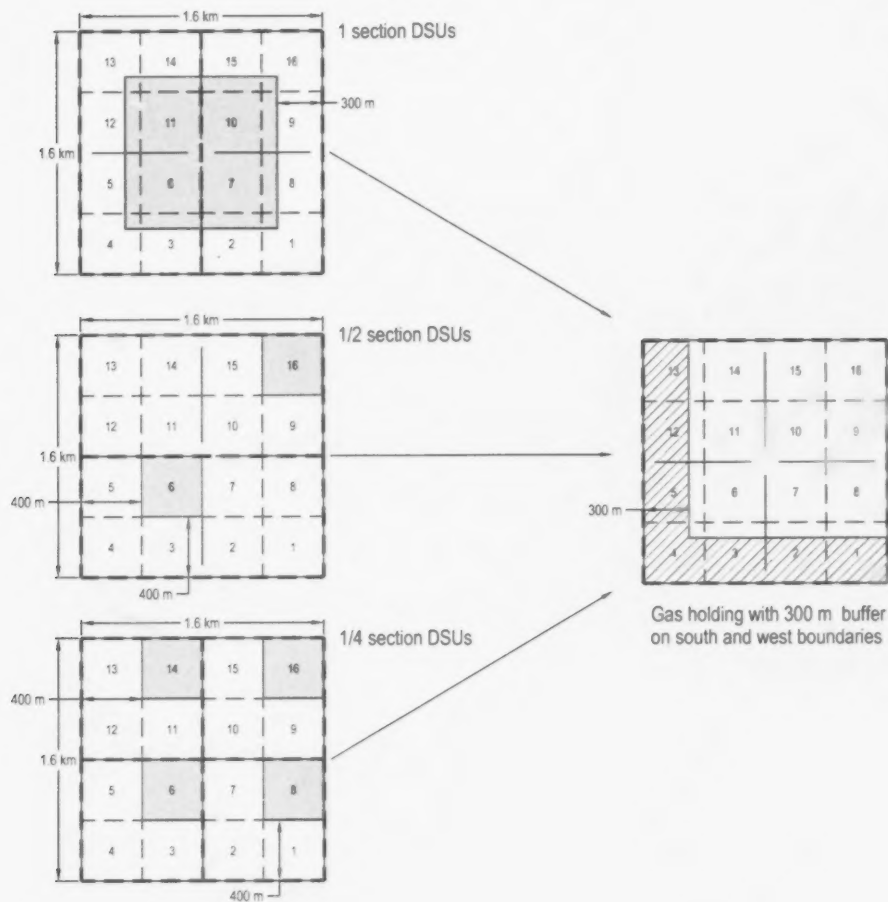 1.6 km
1 section DSUs
13 14 15 16
300 m
12 11 10 9
1.6 km
5 6 7 8
4 3 2 1
1.6 km
1/2 section DSUs
13 14 15 16
12 11 10 9
1.6 km
5 6 7 8
400 m
4 3 2 1
400 m
13 14 15 16
12 11 10 9
5 6 7 8
300 m
4 3 2 1
Gas holding with 300 m buffer
on south and west boundaries
1.6 km
1/4 section DSUs
13 14 15 16
400 m
12 11 10 9
1.6 km
5 6 7 8
4 3 2 1
400 m